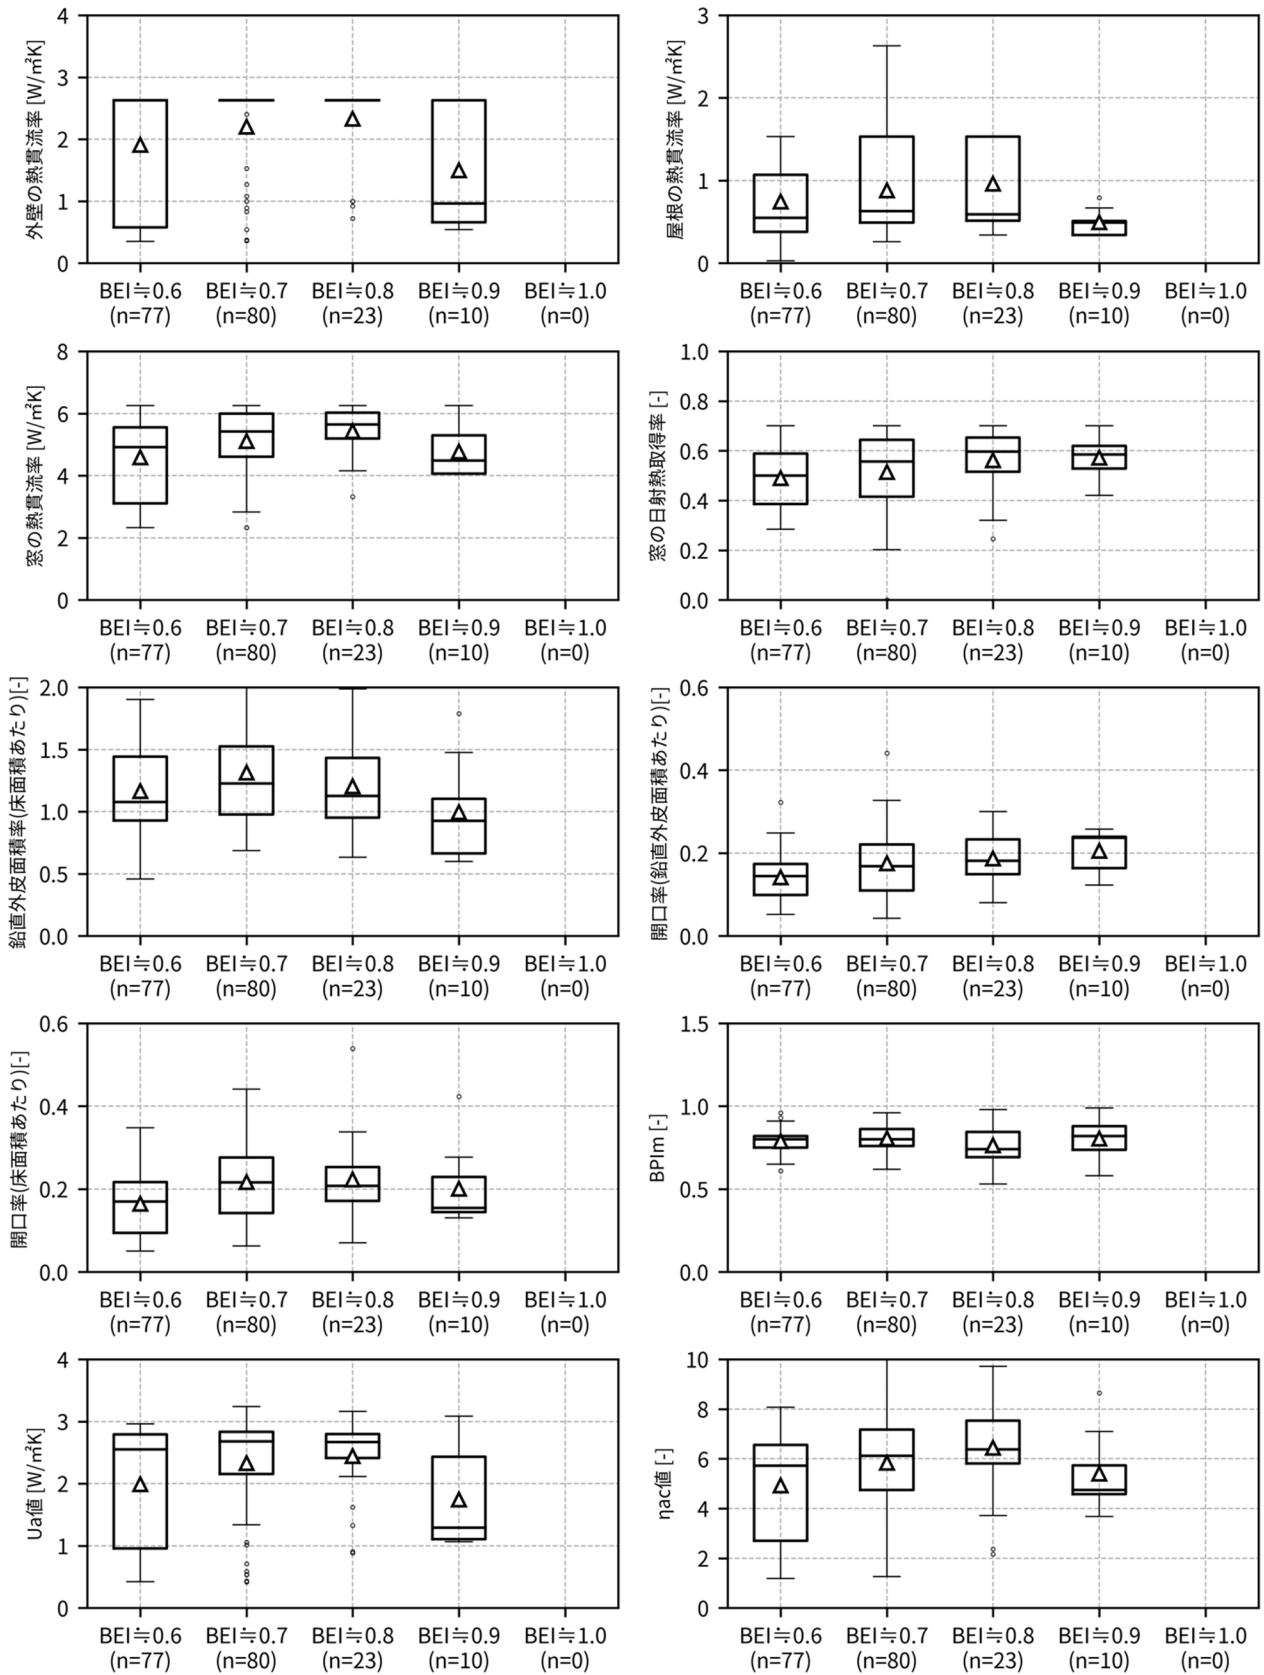 外壁の熱貫流率 [W/㎡K]
4
3
2
1
0
BEI≒0.6 BEI≒0.7 BEI≒0.8 BEI≒0.9 BEI≒1.0
(n=77) (n=80) (n=23) (n=10) (n=0)
屋根の熱貫流率 [W/㎡K]
3
2
1
0
BEI≒0.6 BEI≒0.7 BEI≒0.8 BEI≒0.9 BEI≒1.0
(n=77) (n=80) (n=23) (n=10) (n=0)
窓の熱貫流率 [W/㎡K]
8
6
4
2
0
BEI≒0.6 BEI≒0.7 BEI≒0.8 BEI≒0.9 BEI≒1.0
(n=77) (n=80) (n=23) (n=10) (n=0)
窓の日射熱取得率 [-]
1.0
0.8
0.6
0.4
0.2
0.0
BEI≒0.6 BEI≒0.7 BEI≒0.8 BEI≒0.9 BEI≒1.0
(n=77) (n=80) (n=23) (n=10) (n=0)
鉛直外皮面積率(床面積あたり)[-]
2.0
1.5
1.0
0.5
0.0
BEI≒0.6 BEI≒0.7 BEI≒0.8 BEI≒0.9 BEI≒1.0
(n=77) (n=80) (n=23) (n=10) (n=0)
開口率(鉛直外皮面積あたり)[-]
0.6
0.4
0.2
0.0
BEI≒0.6 BEI≒0.7 BEI≒0.8 BEI≒0.9 BEI≒1.0
(n=77) (n=80) (n=23) (n=10) (n=0)
開口率(床面積あたり)[-]
0.6
0.4
0.2
0.0
BEI≒0.6 BEI≒0.7 BEI≒0.8 BEI≒0.9 BEI≒1.0
(n=77) (n=80) (n=23) (n=10) (n=0)
BPIm [-]
1.5
1.0
0.5
0.0
BEI≒0.6 BEI≒0.7 BEI≒0.8 BEI≒0.9 BEI≒1.0
(n=77) (n=80) (n=23) (n=10) (n=0)
Ua値 [W/㎡K]
4
3
2
1
0
BEI≒0.6 BEI≒0.7 BEI≒0.8 BEI≒0.9 BEI≒1.0
(n=77) (n=80) (n=23) (n=10) (n=0)
ηac値 [-]
10
8
6
4
2
0
BEI≒0.6 BEI≒0.7 BEI≒0.8 BEI≒0.9 BEI≒1.0
(n=77) (n=80) (n=23) (n=10) (n=0)